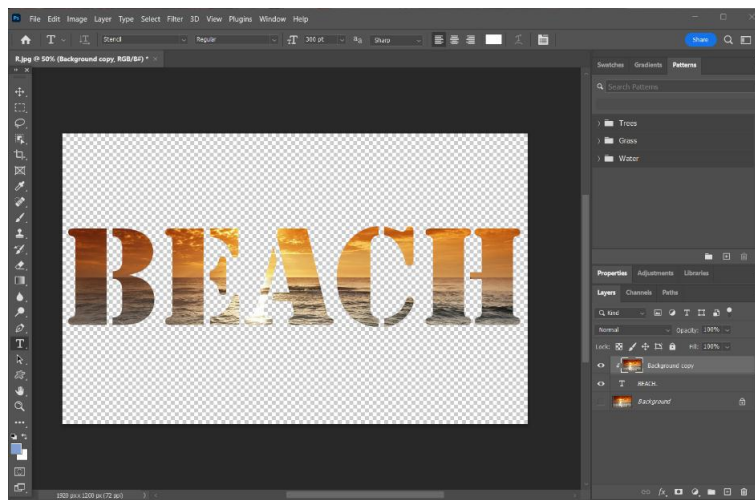 Ps File Edit Image Layer Type Select Filter 3D View Plugins Window Help
T Stencil Regular 300 pt. Sharp Share
R.jpg @ 50% (Background copy, RGB/8#) * ×
Swatches Gradients Patterns
Search Patterns
Trees
Grass
Water
BEACH
Properties Adjustments Libraries
Layers Channels Paths
Kind
Normal Opacity: 100%
Lock: Fill: 100%
Background copy
T BEACH.
Background
1920 px x 1200 px (72 ppi)
fx